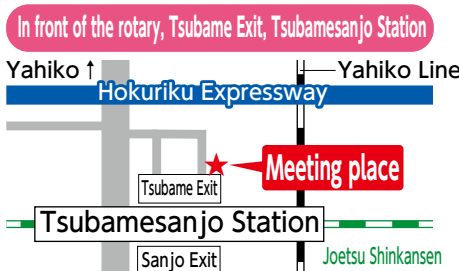 In front of the rotary, Tsubame Exit, Tsubamesanjo Station
Yahiko ↑
Yahiko Line
Hokuriku Expressway
Meeting place
Tsubame Exit
Tsubamesanjo Station
Sanjo Exit
Joetsu Shinkansen